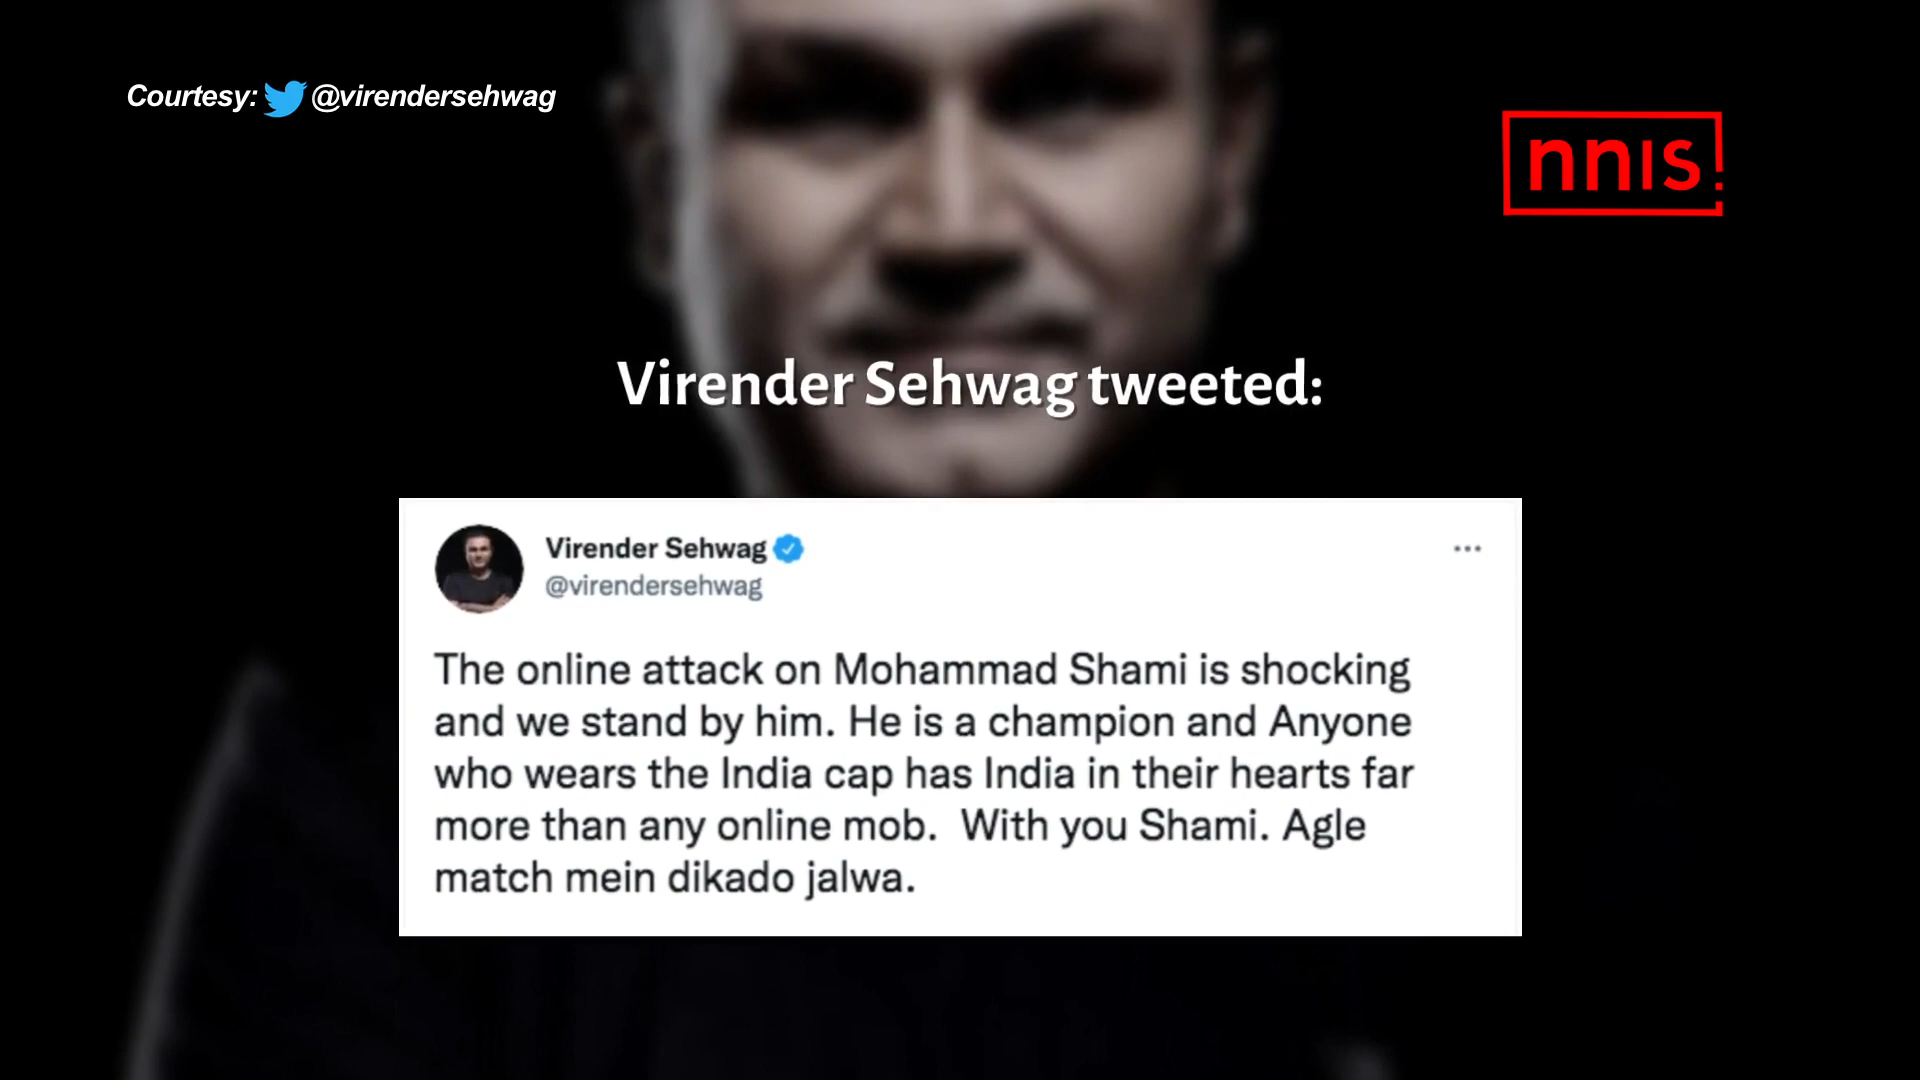 Courtesy: @virendersehwag
nnıs
Virender Sehwag tweeted:
Virender Sehwag
@virendersehwag
The online attack on Mohammad Shami is shocking
and we stand by him. He is a champion and Anyone
who wears the India cap has India in their hearts far
more than any online mob.  With you Shami. Agle
match mein dikado jalwa.